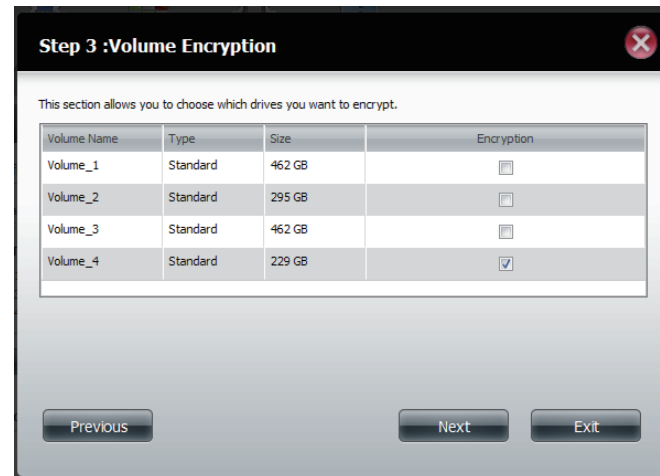 Step 3 :Volume Encryption
This section allows you to choose which drives you want to encrypt.
Volume Name Type Size Encryption
Volume_1 Standard 462 GB
Volume_2 Standard 295 GB
Volume_3 Standard 462 GB
Volume_4 Standard 229 GB
Previous Next Exit